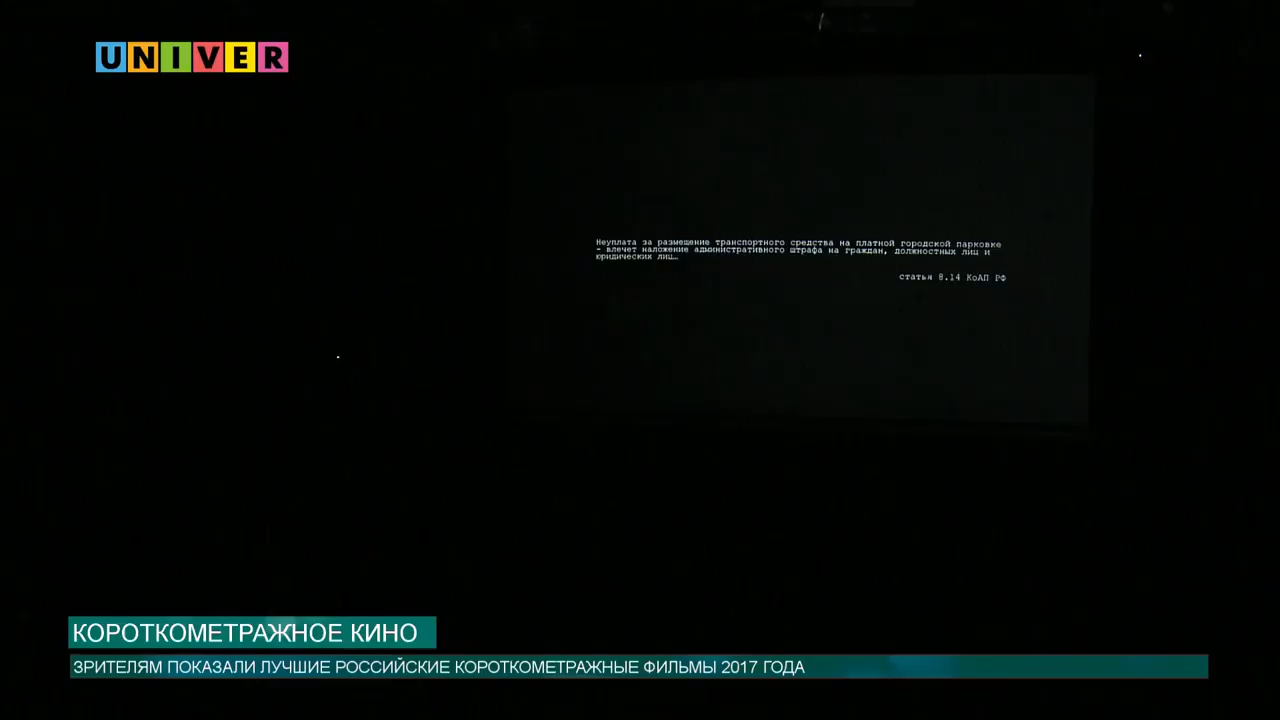 UNIVER
Неуплата за размещение транспортного средства на платной городской парковке
- влечет наложение административного штрафа на граждан, должностных лиц и
юридических лиц…
статья 8.14 КоАП РФ
КОРОТКОМЕТРАЖНОЕ КИНО
ЗРИТЕЛЯМ ПОКАЗАЛИ ЛУЧШИЕ РОССИЙСКИЕ КОРОТКОМЕТРАЖНЫЕ ФИЛЬМЫ 2017 ГОДА